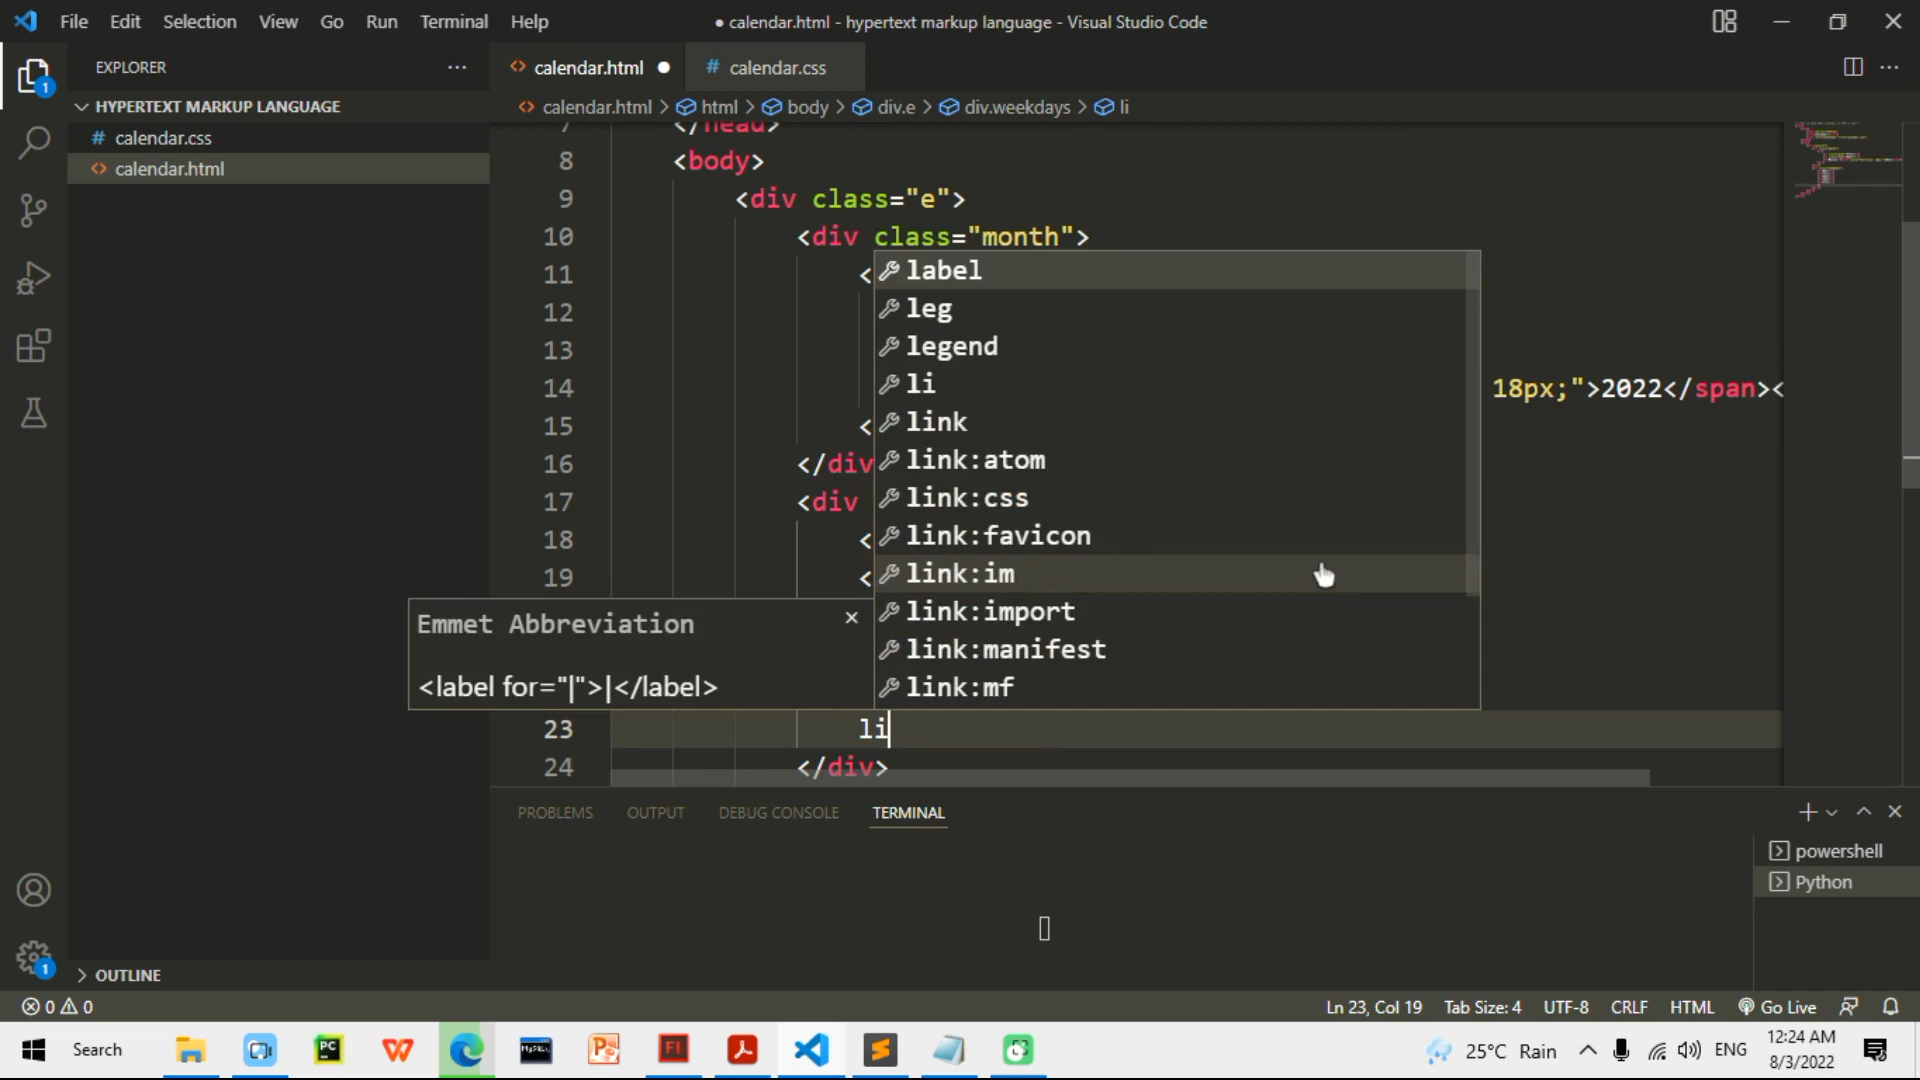 File Edit Selection View Go Run Terminal Help
● calendar.html - hypertext markup language - Visual Studio Code
EXPLORER
calendar.html ●
# calendar.css
HYPERTEXT MARKUP LANGUAGE
calendar.html > html > body > div.e > div.weekdays > li
# calendar.css
calendar.html
7 </head>
8 <body>
9 <div class="e">
10 <div class="month">
11 <
12
13
14 18px;">2022</span><
15 <
16 </div
17 <div
18 <
19 <
label
leg
legend
li
link
link:atom
link:css
link:favicon
link:im
link:import
link:manifest
link:mf
Emmet Abbreviation
<label for="|">|</label>
23 li
24 </div>
PROBLEMS OUTPUT DEBUG CONSOLE TERMINAL
powershell
Python
OUTLINE
0 0
Ln 23, Col 19 Tab Size: 4 UTF-8 CRLF HTML Go Live
Search
25°C Rain ENG 12:24 AM
8/3/2022